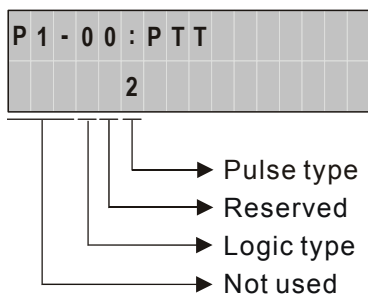 P1-00:PTT
2
Pulse type
Reserved
Logic type
Not used